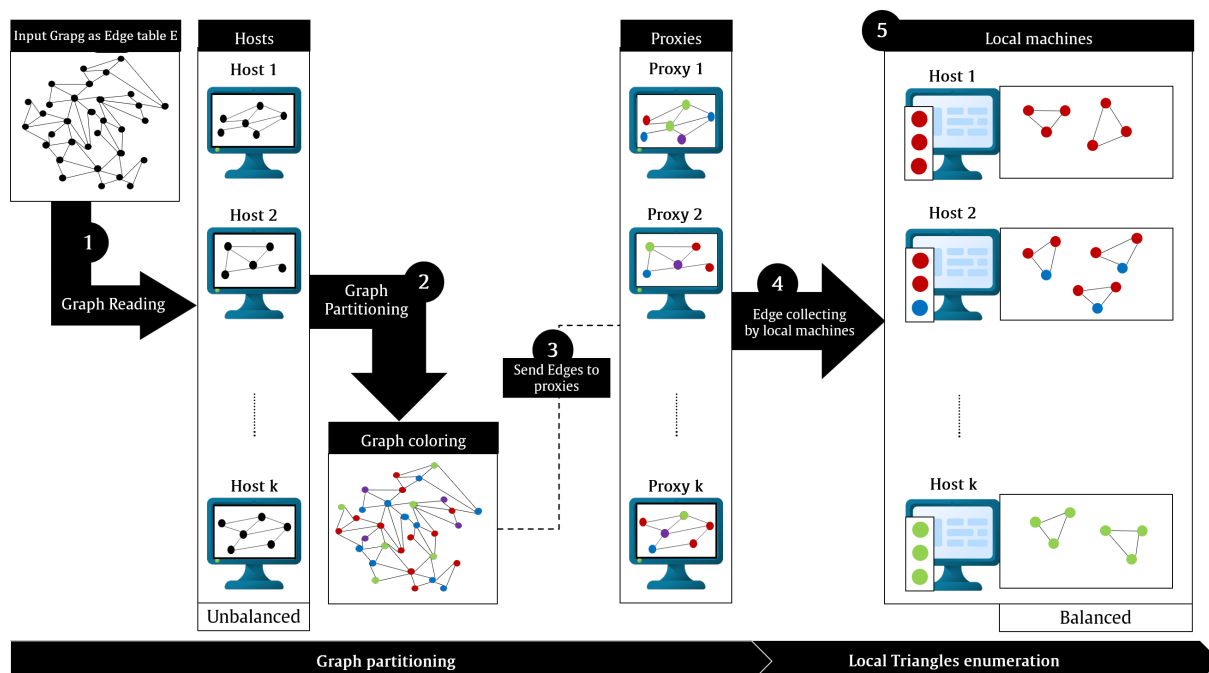 Input Grapg as Edge table E
Hosts
Proxies
5
Local machines
Host 1
Proxy 1
Host 1
Host 2
Proxy 2
Host 2
1
Graph Reading
2
Graph
Partitioning
3
Send Edges to
proxies
4
Edge collecting
by local machines
Graph coloring
Host k
Proxy k
Host k
Unbalanced
Balanced
Graph partitioning
Local Triangles enumeration